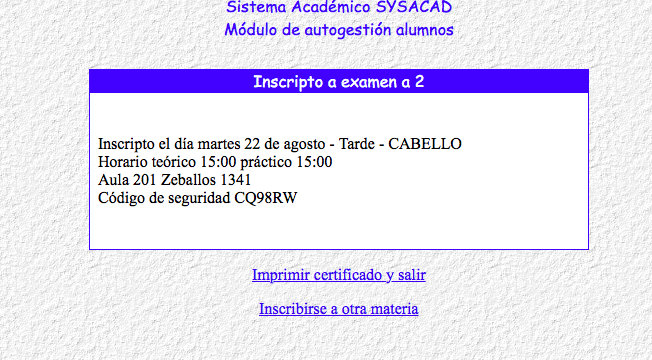 Sistema Académico SYSACAD
Módulo de autogestión alumnos
Inscripto a examen a 2
Inscripto el día martes 22 de agosto - Tarde - CABELLO
Horario teórico 15:00 práctico 15:00
Aula 201 Zeballos 1341
Código de seguridad CQ98RW
Imprimir certificado y salir
Inscribirse a otra materia